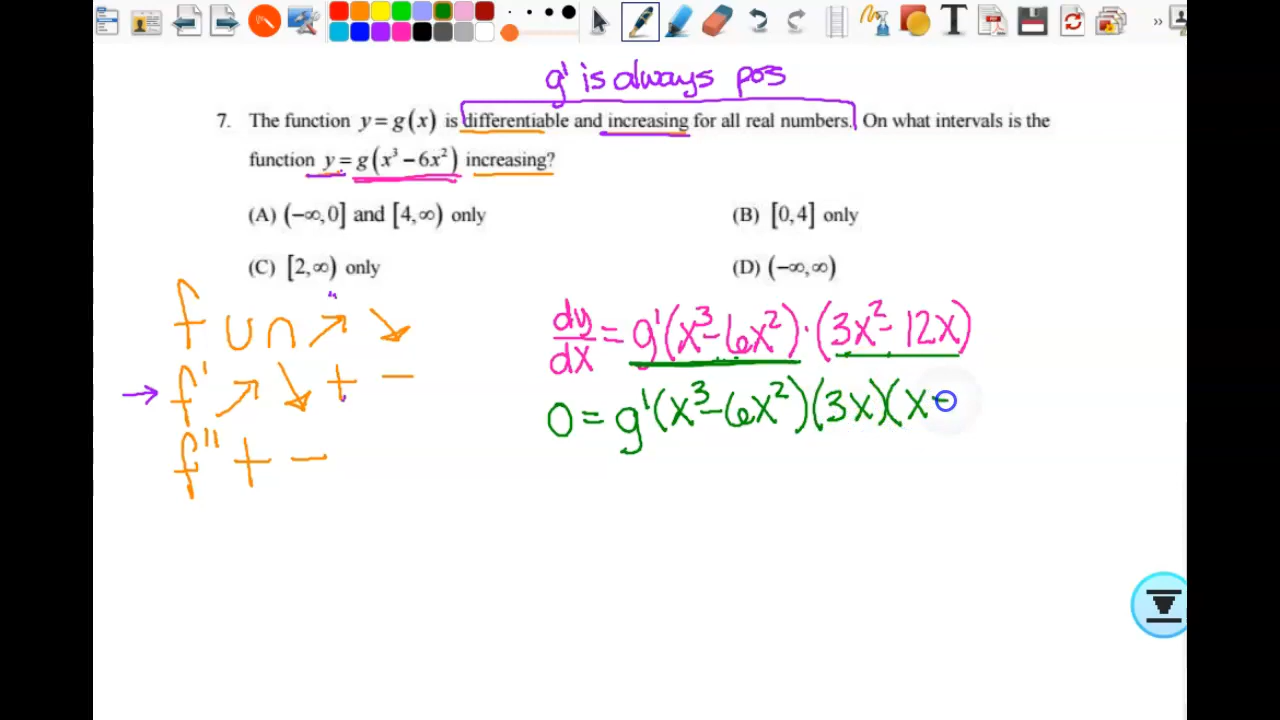 g' is always pos
7. The function y = g(x) is differentiable and increasing for all real numbers. On what intervals is the
function y = g(x³ − 6x²) increasing?
(A) (−∞, 0] and [4, ∞) only
(B) [0, 4] only
(C) [2, ∞) only
(D) (−∞, ∞)
f ∪ ∩ ↗ ↘
dy/dx = g'(x³ − 6x²) · (3x² − 12x)
→ f' ↗ ↘ + −
0 = g'(x³ − 6x²)(3x)(x −
f'' + −